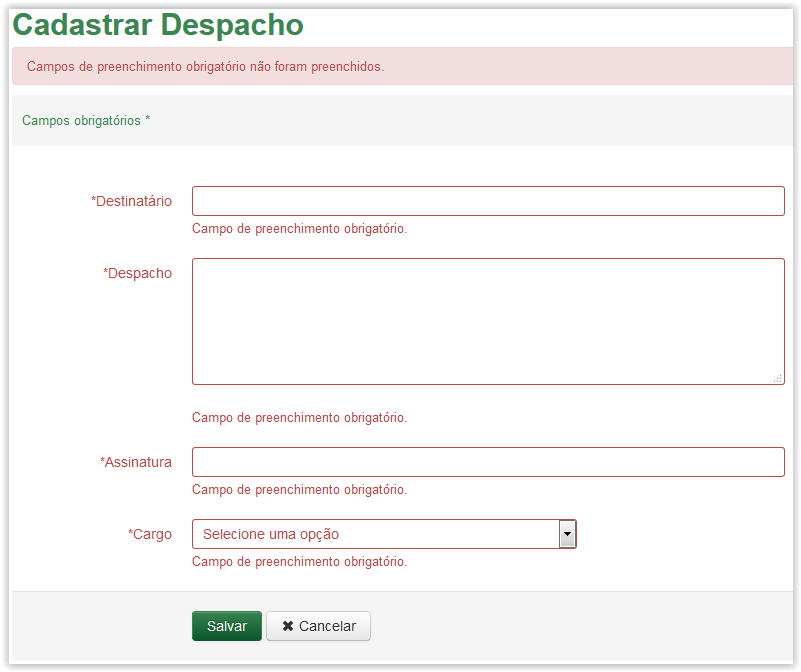 Cadastrar Despacho
Campos de preenchimento obrigatório não foram preenchidos.
Campos obrigatórios *
*Destinatário
Campo de preenchimento obrigatório.
*Despacho
Campo de preenchimento obrigatório.
*Assinatura
Campo de preenchimento obrigatório.
*Cargo Selecione uma opção
Campo de preenchimento obrigatório.
Salvar ✖ Cancelar